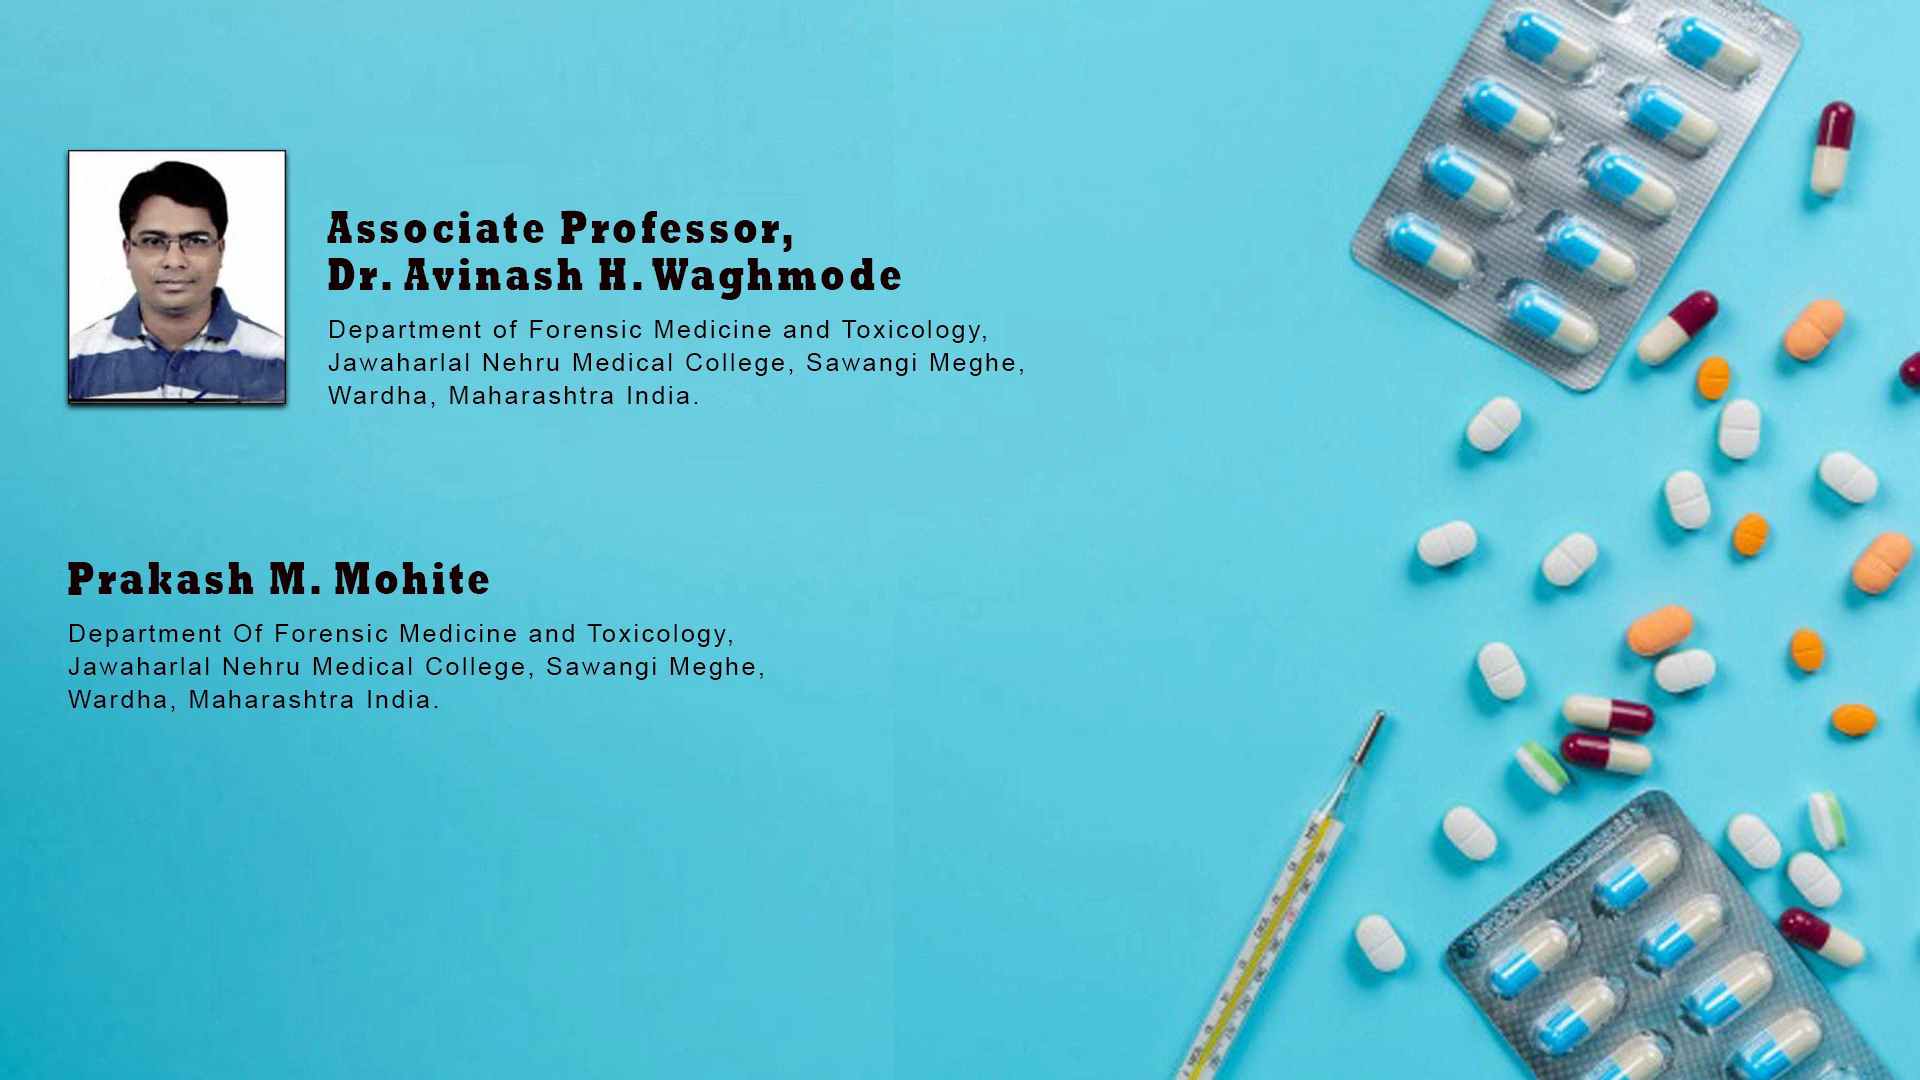 Associate Professor,
Dr. Avinash H. Waghmode
Department of Forensic Medicine and Toxicology,
Jawaharlal Nehru Medical College, Sawangi Meghe,
Wardha, Maharashtra India.
Prakash M. Mohite
Department Of Forensic Medicine and Toxicology,
Jawaharlal Nehru Medical College, Sawangi Meghe,
Wardha, Maharashtra India.